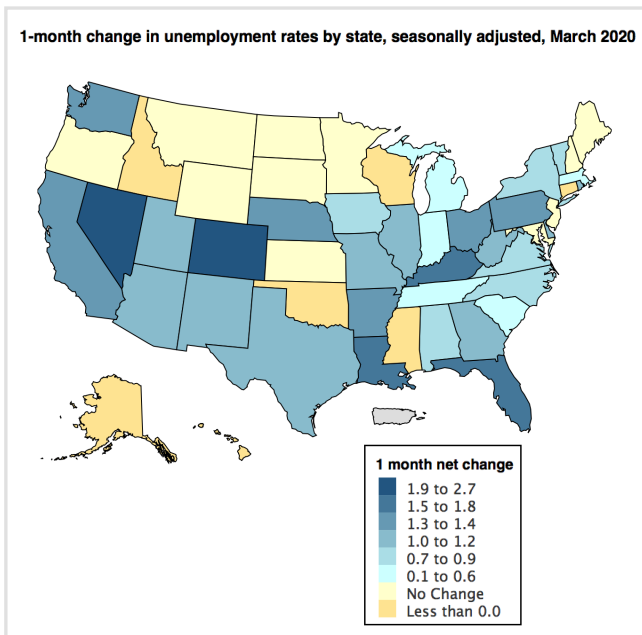 1-month change in unemployment rates by state, seasonally adjusted, March 2020
1 month net change
1.9 to 2.7
1.5 to 1.8
1.3 to 1.4
1.0 to 1.2
0.7 to 0.9
0.1 to 0.6
No Change
Less than 0.0